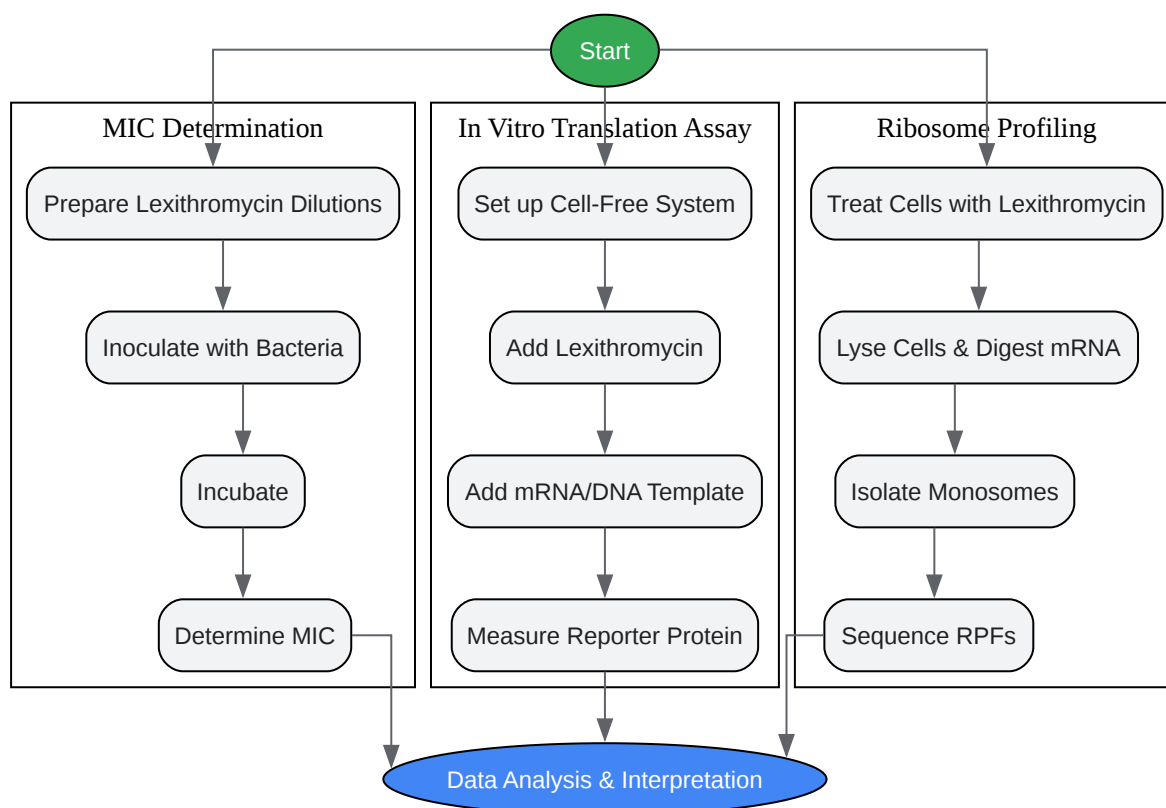 Start
MIC Determination
Prepare Lexithromycin Dilutions
Inoculate with Bacteria
Incubate
Determine MIC
In Vitro Translation Assay
Set up Cell-Free System
Add Lexithromycin
Add mRNA/DNA Template
Measure Reporter Protein
Ribosome Profiling
Treat Cells with Lexithromycin
Lyse Cells & Digest mRNA
Isolate Monosomes
Sequence RPFs
Data Analysis & Interpretation